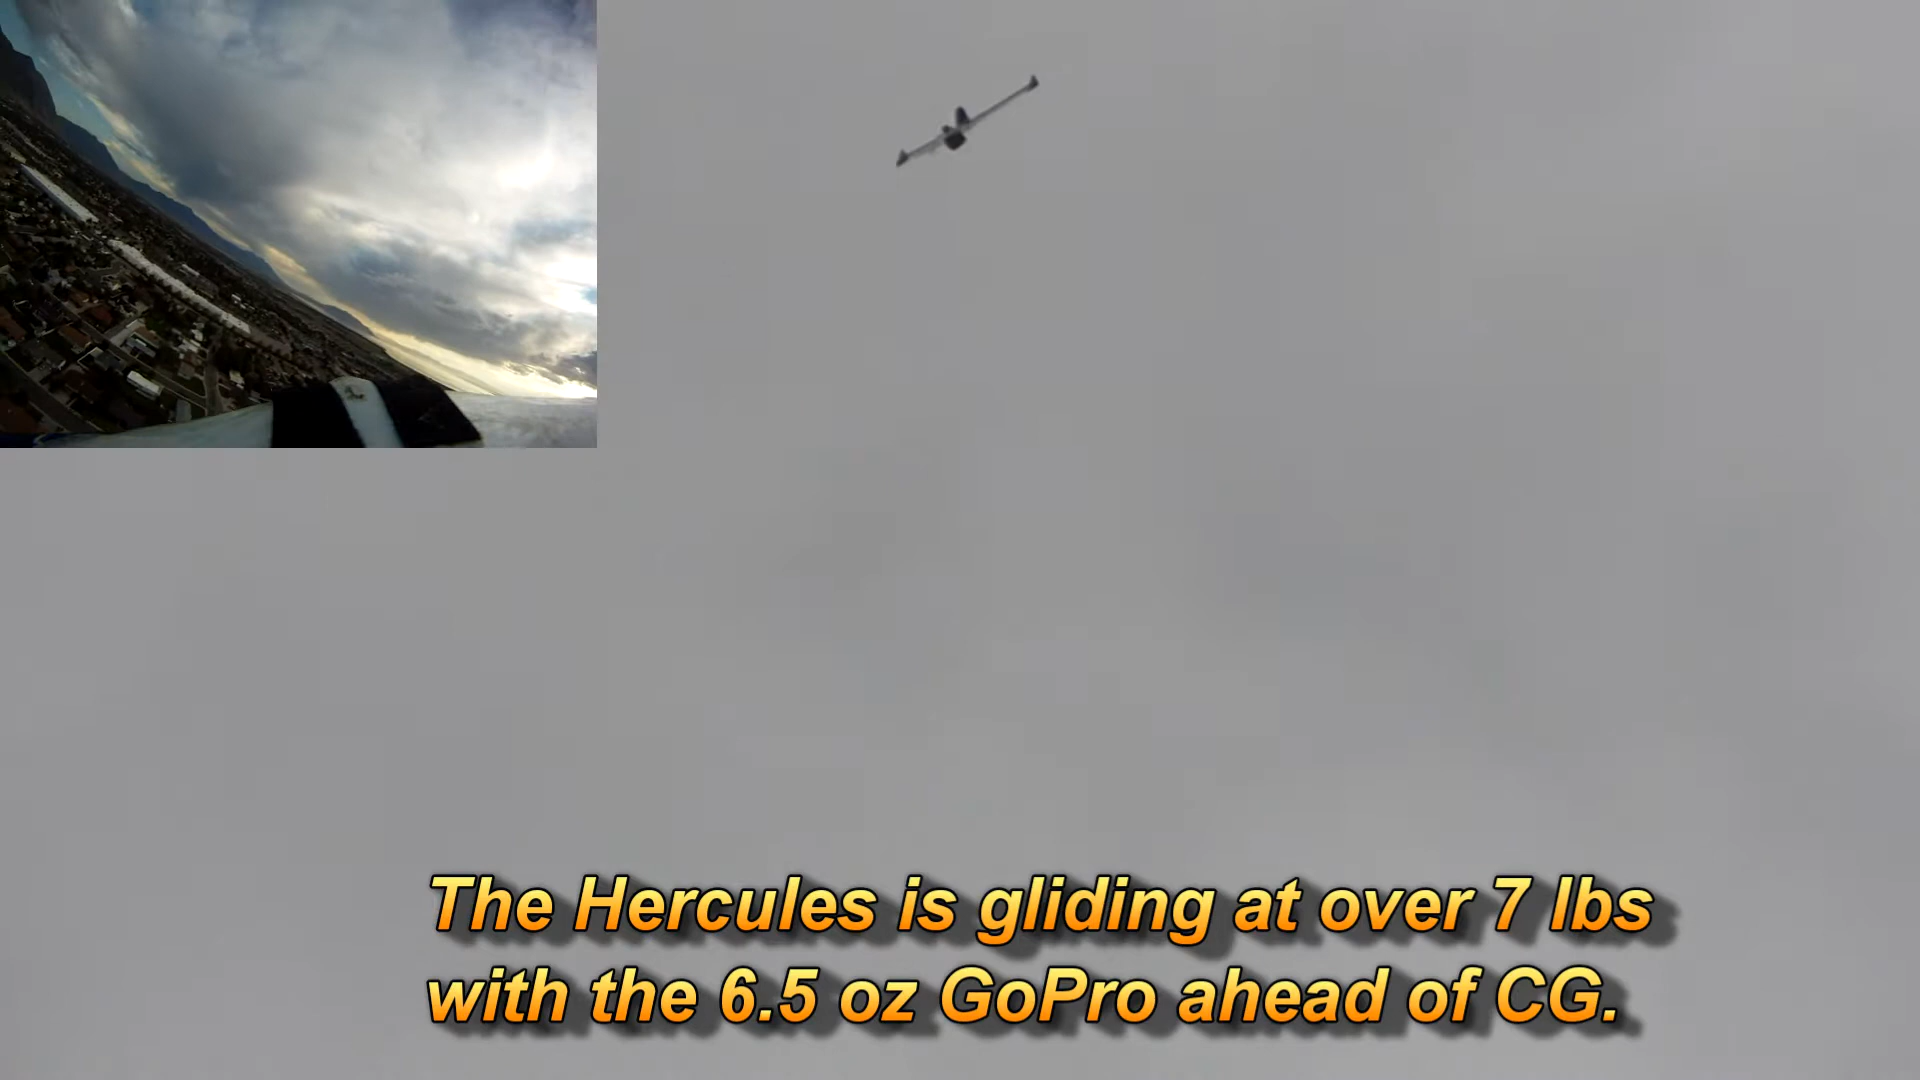 The Hercules is gliding at over 7 lbs
with the 6.5 oz GoPro ahead of CG.